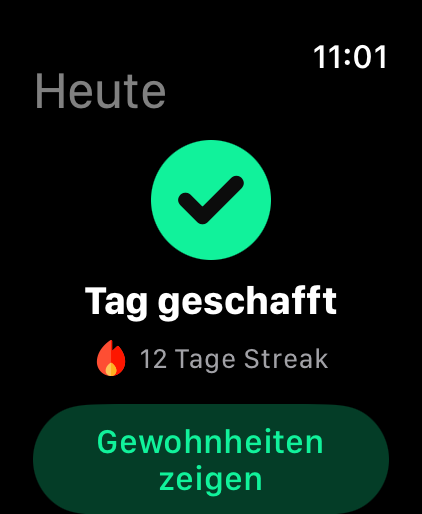 11:01
Heute
Tag geschafft
12 Tage Streak
Gewohnheiten
zeigen